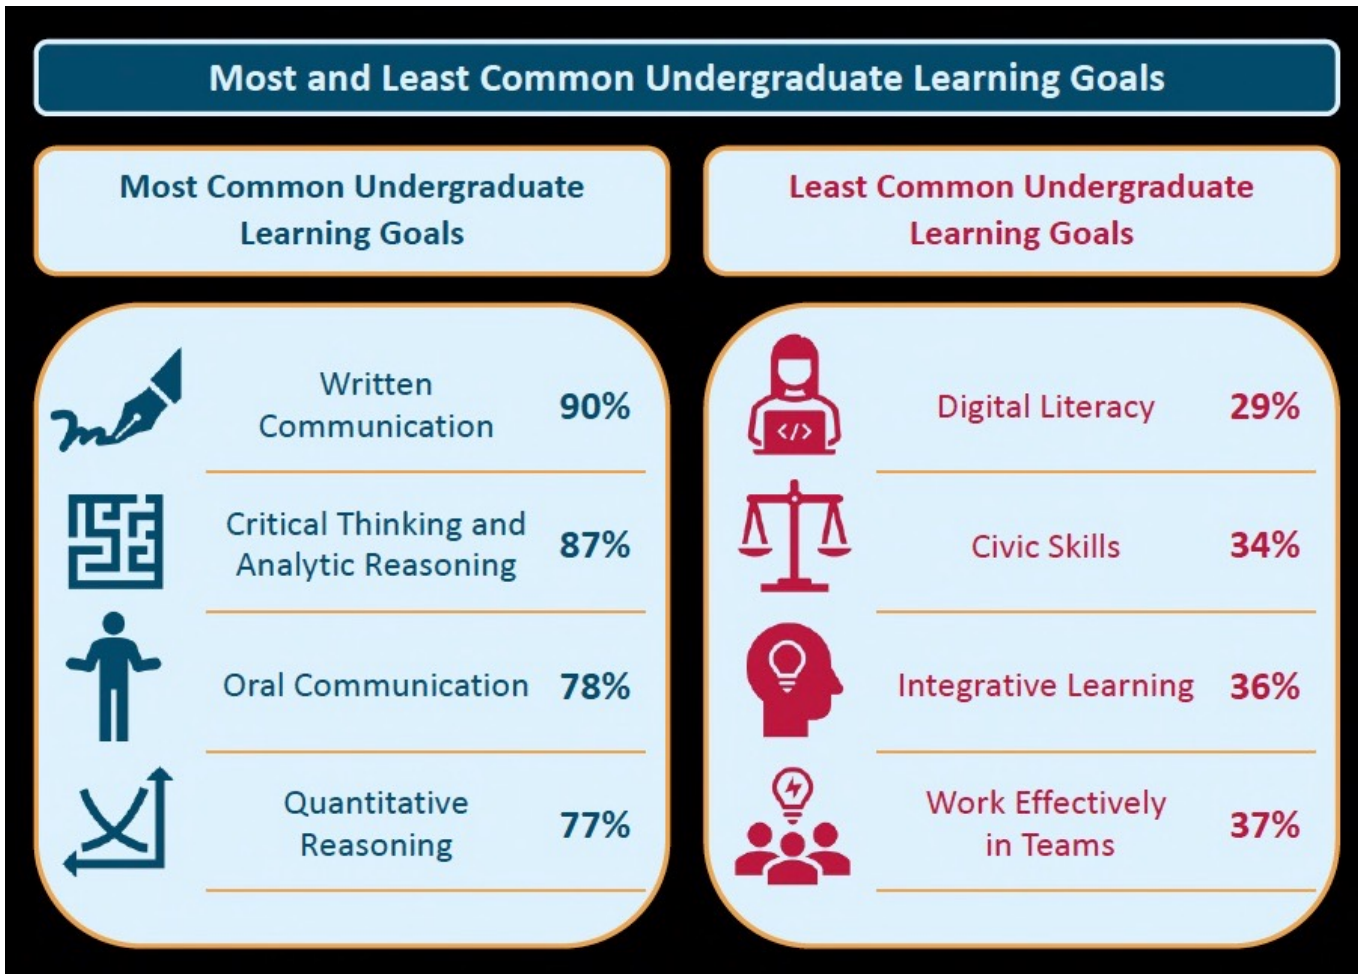 Most and Least Common Undergraduate Learning Goals
Most Common Undergraduate
Learning Goals
Written
Communication
90%
Critical Thinking and
Analytic Reasoning
87%
Oral Communication
78%
Quantitative
Reasoning
77%
Least Common Undergraduate
Learning Goals
</>
Digital Literacy
29%
Civic Skills
34%
Integrative Learning
36%
Work Effectively
in Teams
37%